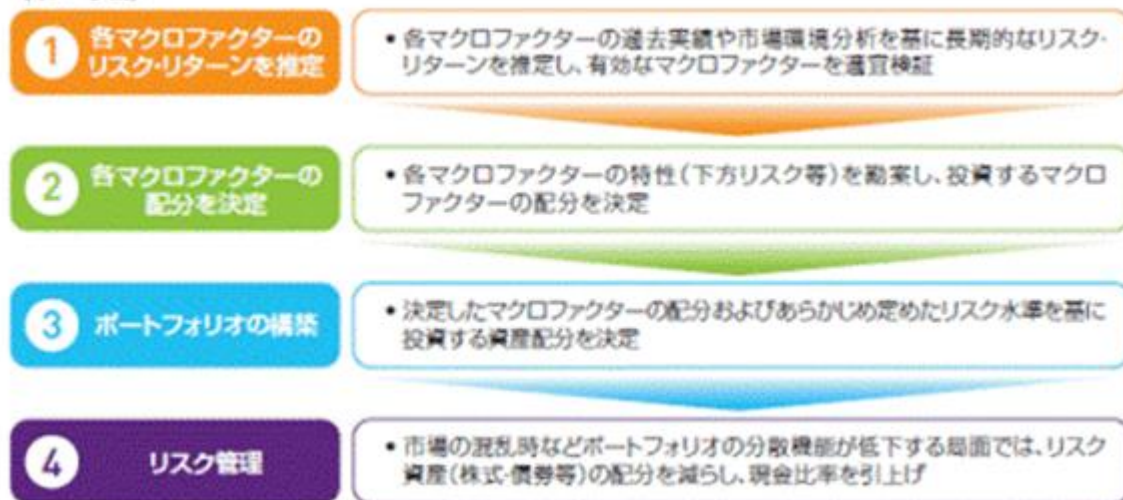 1
各マクロファクターの
リスク・リターンを推定
• 各マクロファクターの過去実績や市場環境分析を基に長期的なリスク・
リターンを推定し、有効なマクロファクターを適宜検証
2
各マクロファクターの
配分を決定
• 各マクロファクターの特性(下方リスク等)を勘案し、投資するマクロ
ファクターの配分を決定
3
ポートフォリオの構築
• 決定したマクロファクターの配分およびあらかじめ定めたリスク水準を基に
投資する資産配分を決定
4
リスク管理
• 市場の混乱時などポートフォリオの分散機能が低下する局面では、リスク
資産(株式・債券等)の配分を減らし、現金比率を引上げ